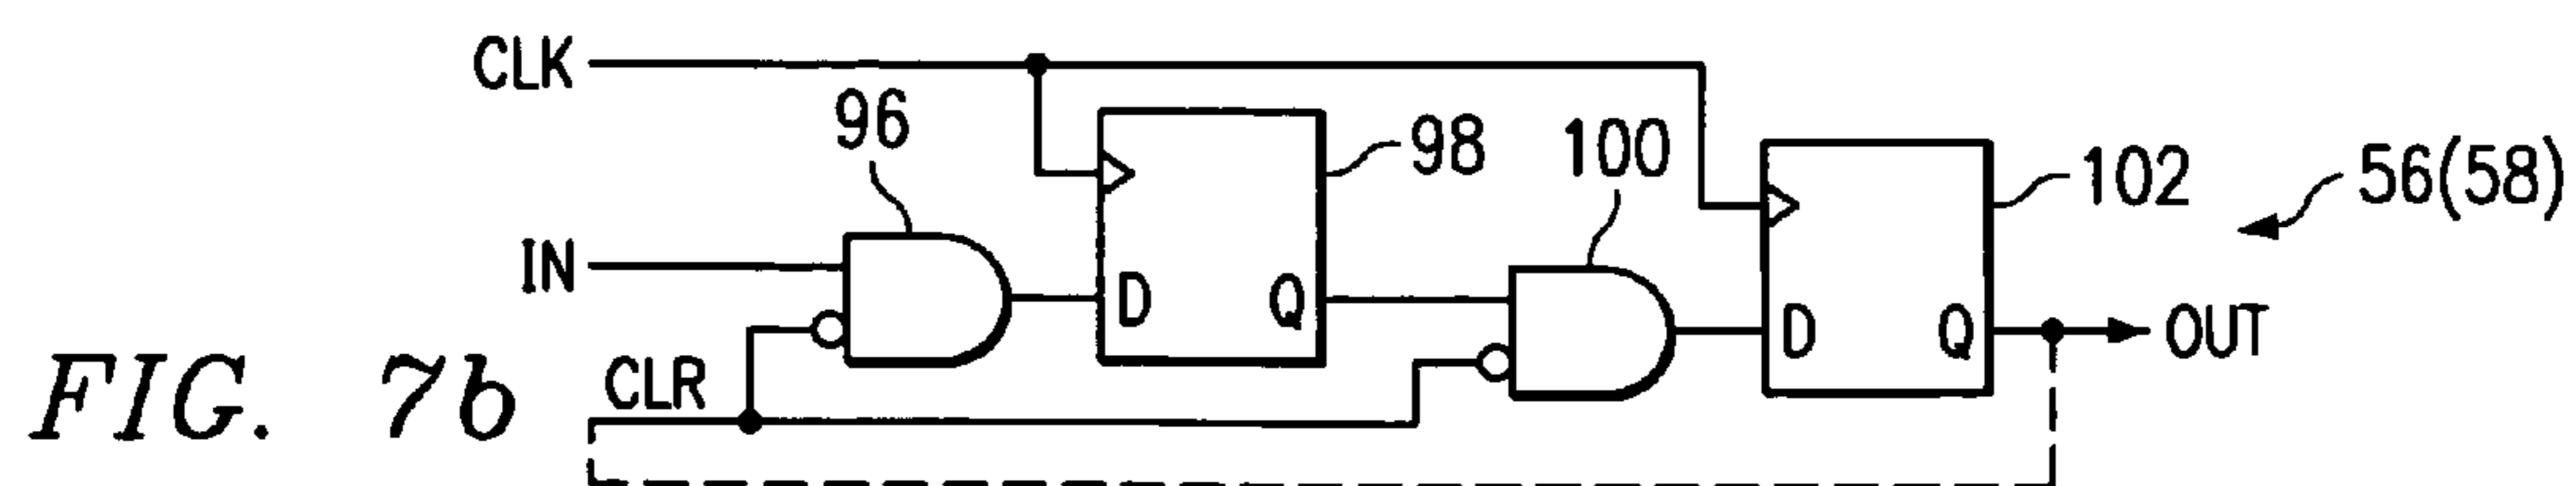 CLK
96
98
100
102
56(58)
IN
D
Q
D
Q
OUT
CLR
FIG. 7b